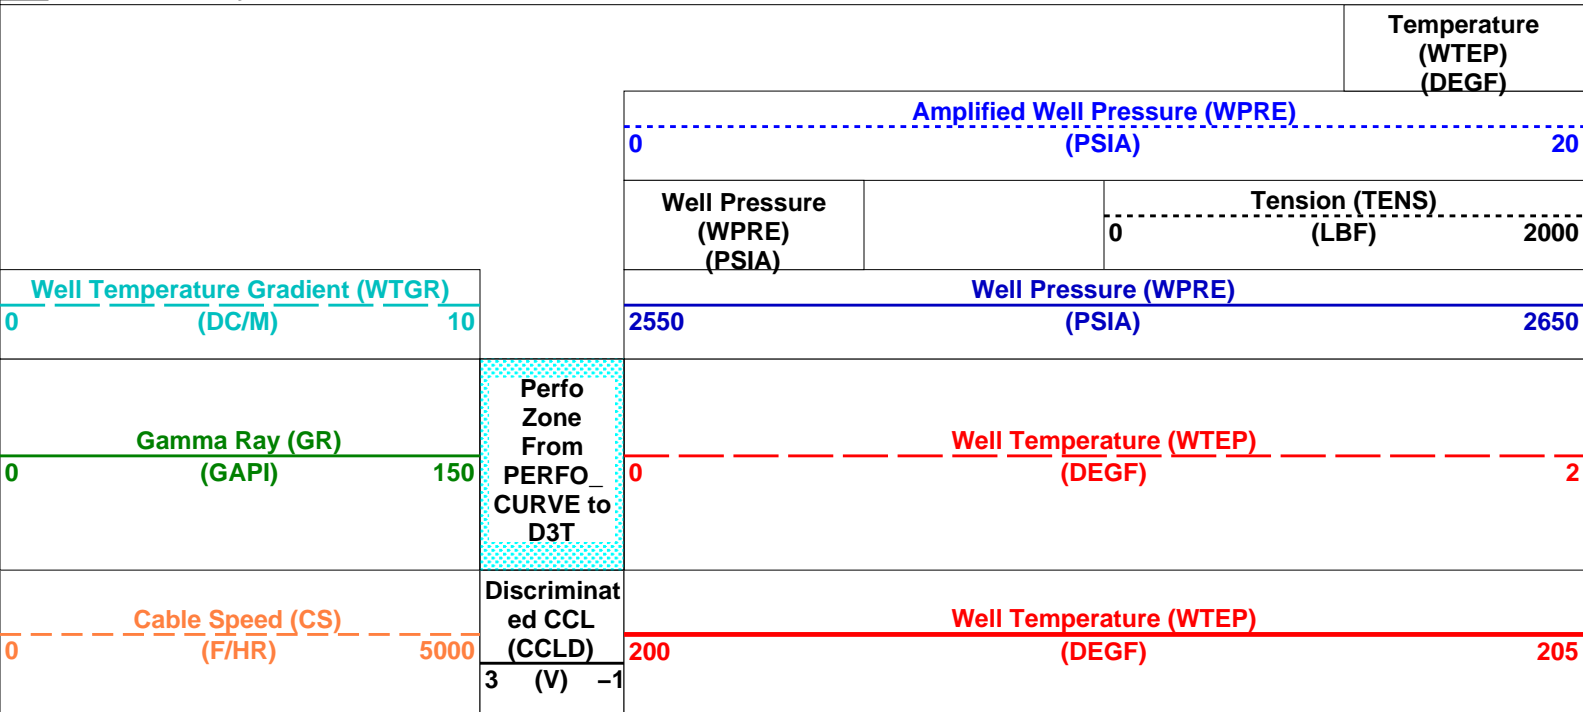 Temperature
(WTEP)
(DEGF)
Amplified Well Pressure (WPRE)
0 (PSIA) 20
Well Pressure
(WPRE)
(PSIA)
Tension (TENS)
0 (LBF) 2000
Well Temperature Gradient (WTGR)
0 (DC/M) 10
Well Pressure (WPRE)
2550 (PSIA) 2650
Gamma Ray (GR)
0 (GAPI) 150
Perfo
Zone
From
PERFO_
CURVE to
D3T
Well Temperature (WTEP)
0 (DEGF) 2
Cable Speed (CS)
0 (F/HR) 5000
Discriminat
ed CCL
(CCLD)
3 (V) −1
Well Temperature (WTEP)
200 (DEGF) 205